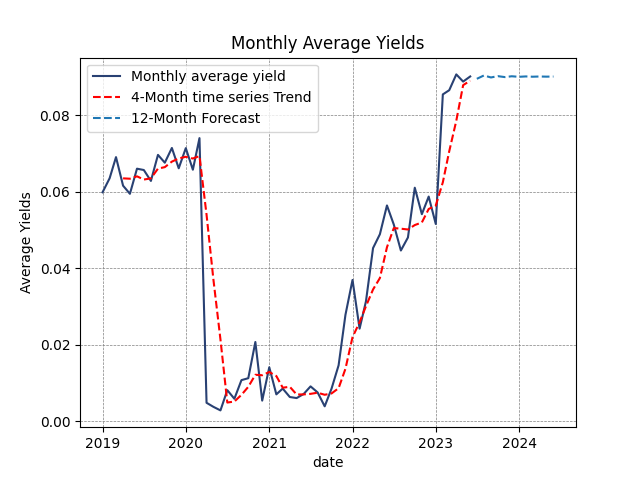 Monthly Average Yields
Monthly average yield
4-Month time series Trend
12-Month Forecast
Average Yields
0.08
0.06
0.04
0.02
0.00
2019 2020 2021 2022 2023 2024
date